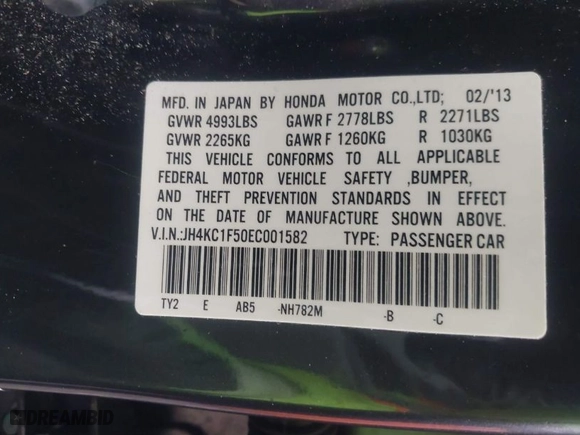 MFD. IN JAPAN BY HONDA MOTOR CO.,LTD; 02/'13
GVWR 4993LBS GAWR F 2778LBS R 2271LBS
GVWR 2265KG GAWR F 1260KG R 1030KG
THIS VEHICLE CONFORMS TO ALL APPLICABLE
FEDERAL MOTOR VEHICLE SAFETY ,BUMPER,
AND THEFT PREVENTION STANDARDS IN EFFECT
ON THE DATE OF MANUFACTURE SHOWN ABOVE.
V.I.N.:JH4KC1F50EC001582 TYPE: PASSENGER CAR
TY2 E AB5 -NH782M -B -C
DREAMBID